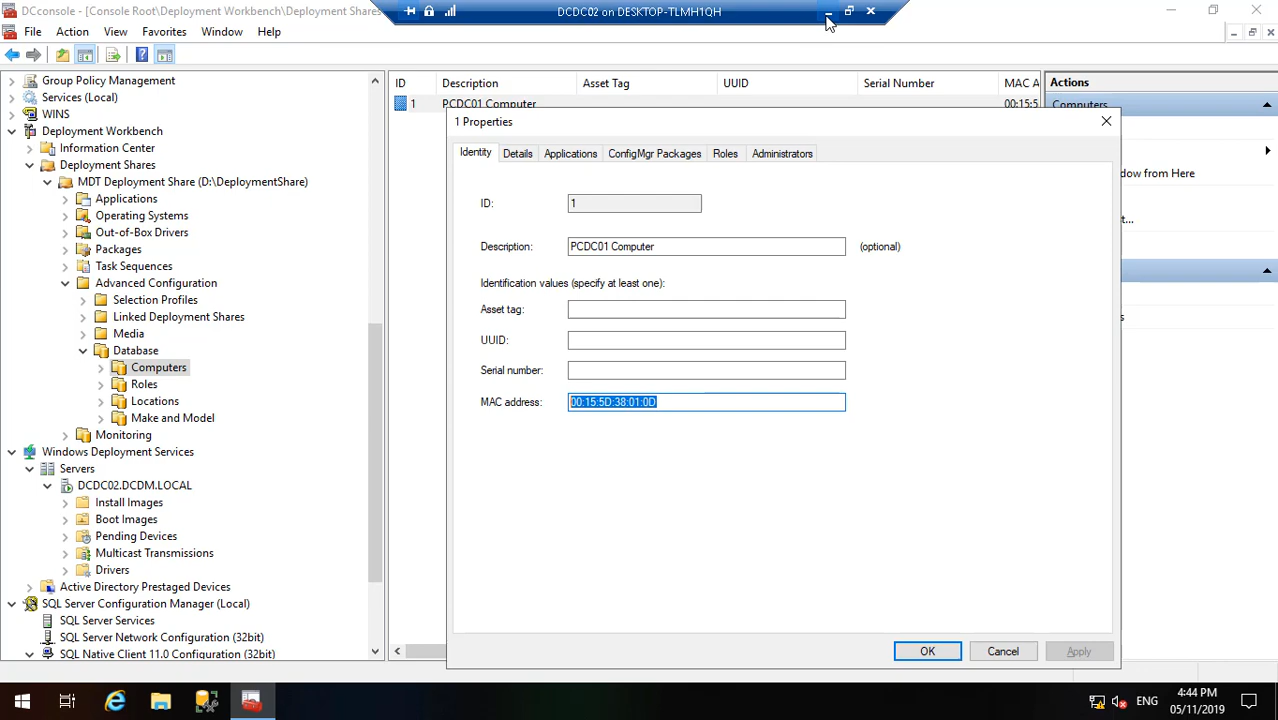 DCconsole - [Console Root\Deployment Workbench\Deployment Shares
DCDC02 on DESKTOP-TLMH1QH
File Action View Favorites Window Help
Group Policy Management
Services (Local)
WINS
Deployment Workbench
Information Center
Deployment Shares
MDT Deployment Share (D:\DeploymentShare)
Applications
Operating Systems
Out-of-Box Drivers
Packages
Task Sequences
Advanced Configuration
Selection Profiles
Linked Deployment Shares
Media
Database
Computers
Roles
Locations
Make and Model
Monitoring
Windows Deployment Services
Servers
DCDC02.DCDM.LOCAL
Install Images
Boot Images
Pending Devices
Multicast Transmissions
Drivers
Active Directory Prestaged Devices
SQL Server Configuration Manager (Local)
SQL Server Services
SQL Server Network Configuration (32bit)
SQL Native Client 11.0 Configuration (32bit)
ID Description Asset Tag UUID Serial Number MAC A
1 PCDC01 Computer 00:15:5
Actions
Computers
dow from Here
t...
s
1 Properties
Identity Details Applications ConfigMgr Packages Roles Administrators
ID: 1
Description: PCDC01 Computer (optional)
Identification values (specify at least one):
Asset tag:
UUID:
Serial number:
MAC address: 00:15:5D:38:01:0D
OK Cancel Apply
ENG
4:44 PM
05/11/2019